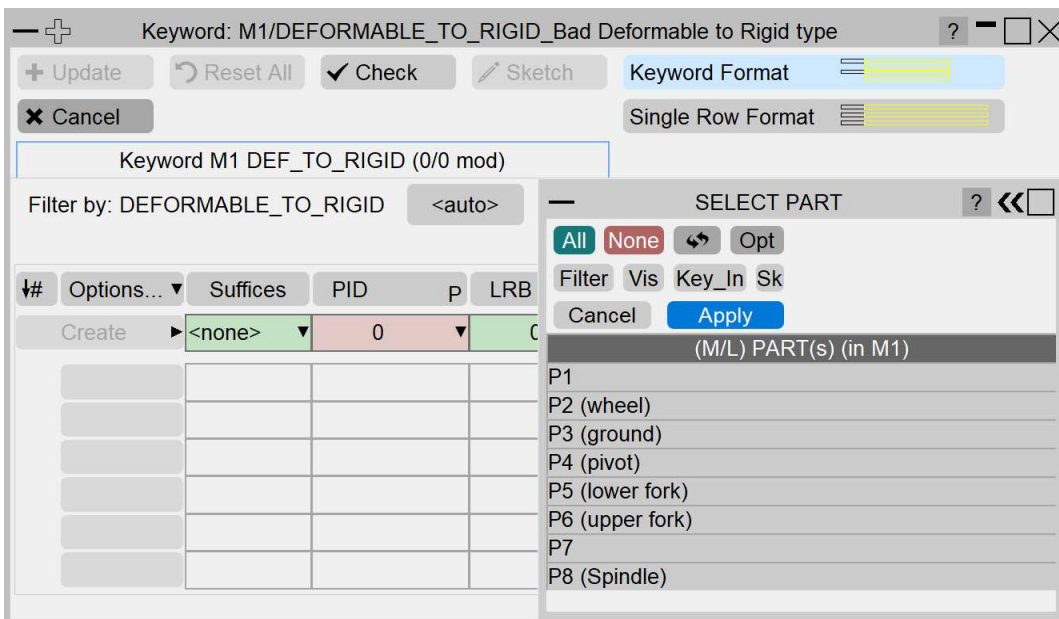 Keyword: M1/DEFORMABLE_TO_RIGID_Bad Deformable to Rigid type ?
Update Reset All Check Sketch Keyword Format
Cancel Single Row Format
Keyword M1 DEF_TO_RIGID (0/0 mod)
Filter by: DEFORMABLE_TO_RIGID <auto>
# Options... Suffices PID P LRB
Create <none> 0 0
SELECT PART ?
All None Opt
Filter Vis Key_In Sk
Cancel Apply
(M/L) PART(s) (in M1)
P1
P2 (wheel)
P3 (ground)
P4 (pivot)
P5 (lower fork)
P6 (upper fork)
P7
P8 (Spindle)